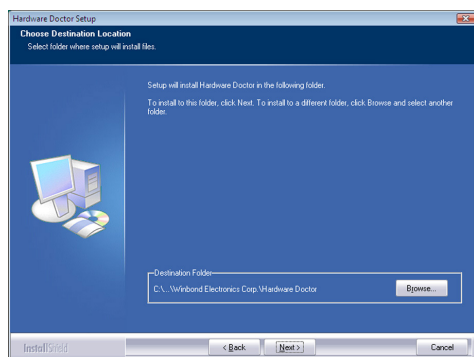 Hardware Doctor Setup
Choose Destination Location
Select folder where setup will install files.
Setup will install Hardware Doctor in the following folder.
To install to this folder, click Next. To install to a different folder, click Browse and select another
folder.
Destination Folder
C:\...\Winbond Electronics Corp.\Hardware Doctor
Browse...
InstallShield
< Back
Next >
Cancel